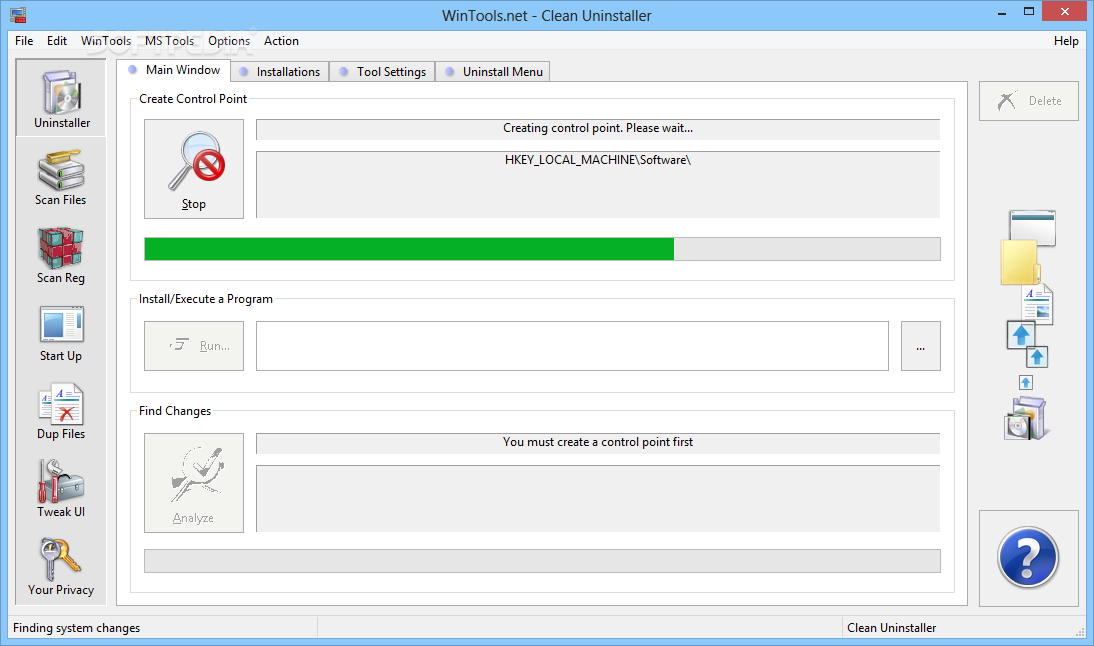 WinTools.net - Clean Uninstaller
File Edit WinTools MS Tools Options Action Help
SOFTPEDIA
Main Window Installations Tool Settings Uninstall Menu
Uninstaller
Scan Files
Scan Reg
Start Up
Dup Files
Tweak UI
Your Privacy
Create Control Point
Stop
Creating control point. Please wait...
HKEY_LOCAL_MACHINE\Software\
Install/Execute a Program
Run...
...
Find Changes
Analyze
You must create a control point first
Delete
Finding system changes
Clean Uninstaller